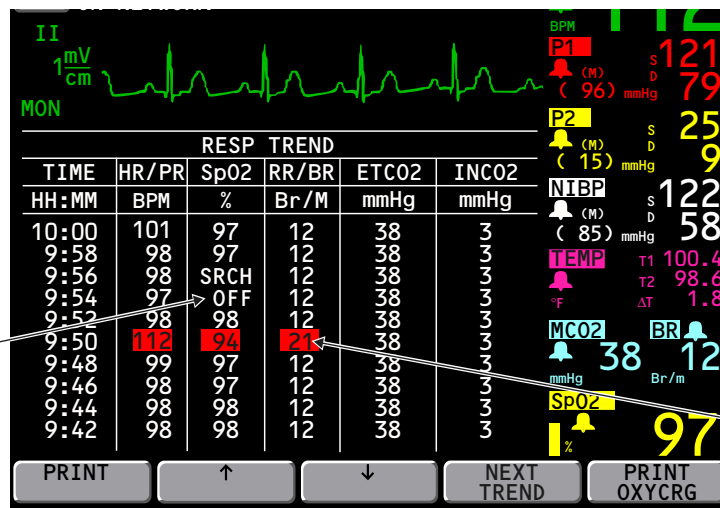 II
1 mV
cm
MON
RESP TREND
TIME HR/PR SpO2 RR/BR ETCO2 INCO2
HH:MM BPM % Br/M mmHg mmHg
10:00 101 97 12 38 3
9:58 98 97 12 38 3
9:56 98 SRCH 12 38 3
9:54 97 OFF 12 38 3
9:52 98 98 12 38 3
9:50 112 94 21 38 3
9:48 99 97 12 38 3
9:46 98 97 12 38 3
9:44 98 98 12 38 3
9:42 98 98 12 38 3
BPM
P1 S 121
(M) D 79
( 96) mmHg
P2 S 25
(M) D 9
( 15) mmHg
NIBP S 122
(M) D 58
( 85) mmHg
TEMP T1 100.4
T2 98.6
°F ΔT 1.8
MCO2 BR
38 12
mmHg Br/m
SpO2
% 97
PRINT ↑ ↓ NEXT TREND PRINT OXYCRG